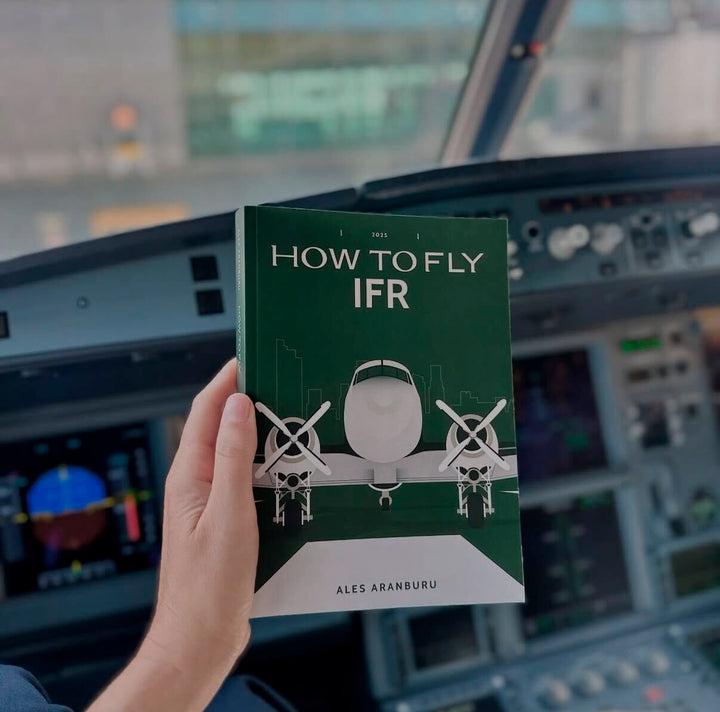 2025
HOW TO FLY
IFR
ALES ARANBURU